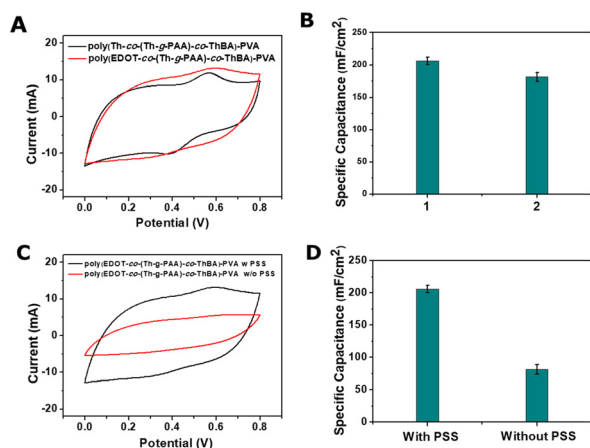 A
poly(Th-co-(Th-g-PAA)-co-ThBA)-PVA
poly(EDOT-co-(Th-g-PAA)-co-ThBA)-PVA
20
10
0
-10
-20
Current (mA)
0.0 0.2 0.4 0.6 0.8
Potential (V)
B
250
200
150
100
50
0
Specific Capacitance (mF/cm²)
1 2
C
poly(EDOT-co-(Th-g-PAA)-co-ThBA)-PVA w PSS
poly(EDOT-co-(Th-g-PAA)-co-ThBA)-PVA w/o PSS
20
10
0
-10
-20
Current (mA)
0.0 0.2 0.4 0.6 0.8
Potential (V)
D
250
200
150
100
50
0
Specific Capacitance (mF/cm²)
With PSS Without PSS